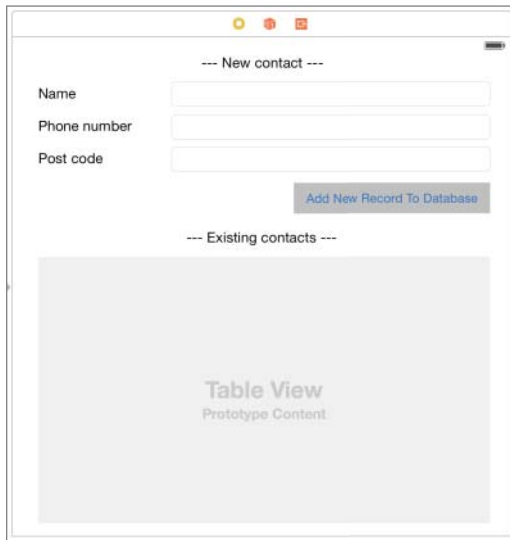 --- New contact ---
Name
Phone number
Post code
Add New Record To Database
--- Existing contacts ---
Table View
Prototype Content